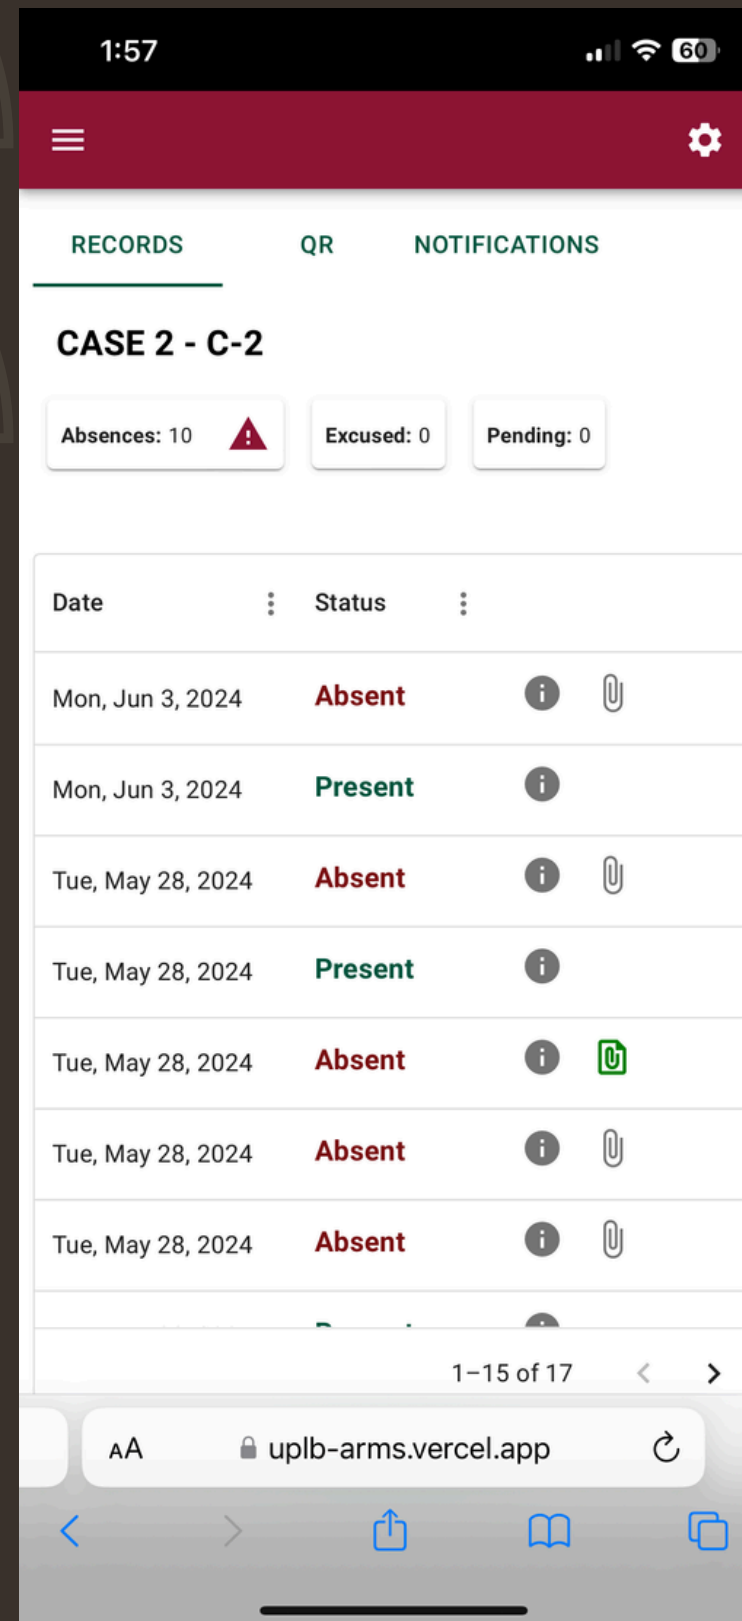 1:57
60
RECORDS QR NOTIFICATIONS
CASE 2 - C-2
Absences: 10 Excused: 0 Pending: 0
Date Status
Mon, Jun 3, 2024 Absent
Mon, Jun 3, 2024 Present
Tue, May 28, 2024 Absent
Tue, May 28, 2024 Present
Tue, May 28, 2024 Absent
Tue, May 28, 2024 Absent
Tue, May 28, 2024 Absent
1–15 of 17
AA uplb-arms.vercel.app